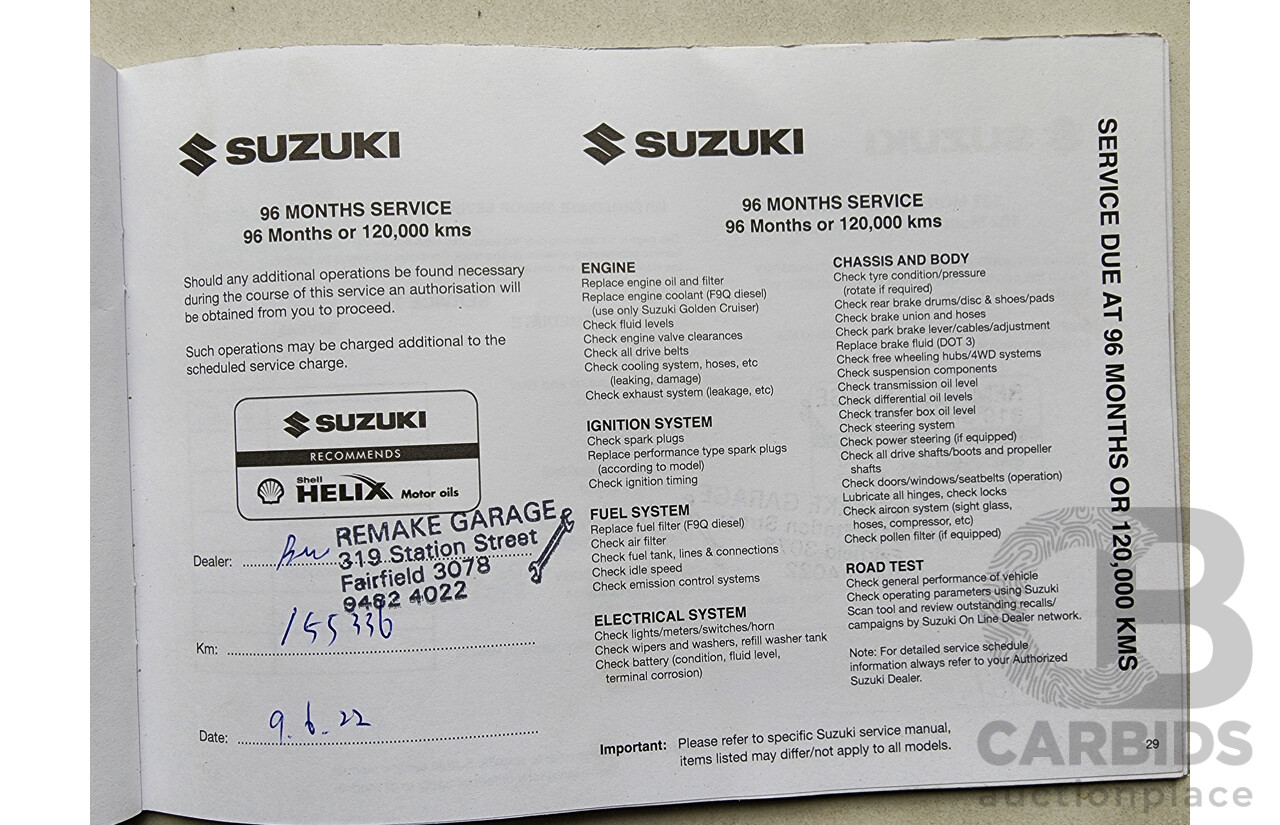 SUZUKI
96 MONTHS SERVICE
96 Months or 120,000 kms
Should any additional operations be found necessary
during the course of this service an authorisation will
be obtained from you to proceed.
Such operations may be charged additional to the
scheduled service charge.
SUZUKI
RECOMMENDS
Shell
HELIX Motor oils
REMAKE GARAGE
319 Station Street
Fairfield 3078
9482 4022
Dealer:
Km: 155336
Date: 9.6.22
SUZUKI
96 MONTHS SERVICE
96 Months or 120,000 kms
ENGINE
Replace engine oil and filter
Replace engine coolant (F9Q diesel)
(use only Suzuki Golden Cruiser)
Check fluid levels
Check engine valve clearances
Check all drive belts
Check cooling system, hoses, etc
(leaking, damage)
Check exhaust system (leakage, etc)
IGNITION SYSTEM
Check spark plugs
Replace performance type spark plugs
(according to model)
Check ignition timing
FUEL SYSTEM
Replace fuel filter (F9Q diesel)
Check air filter
Check fuel tank, lines & connections
Check idle speed
Check emission control systems
ELECTRICAL SYSTEM
Check lights/meters/switches/horn
Check wipers and washers, refill washer tank
Check battery (condition, fluid level,
terminal corrosion)
CHASSIS AND BODY
Check tyre condition/pressure
(rotate if required)
Check rear brake drums/disc & shoes/pads
Check brake union and hoses
Check park brake lever/cables/adjustment
Replace brake fluid (DOT 3)
Check free wheeling hubs/4WD systems
Check suspension components
Check transmission oil level
Check differential oil levels
Check transfer box oil level
Check steering system
Check power steering (if equipped)
Check all drive shafts/boots and propeller
shafts
Check doors/windows/seatbelts (operation)
Lubricate all hinges, check locks
Check aircon system (sight glass,
hoses, compressor, etc)
Check pollen filter (if equipped)
ROAD TEST
Check general performance of vehicle
Check operating parameters using Suzuki
Scan tool and review outstanding recalls/
campaigns by Suzuki On Line Dealer network.
Note: For detailed service schedule
information always refer to your Authorized
Suzuki Dealer.
Important: Please refer to specific Suzuki service manual,
items listed may differ/not apply to all models.
SERVICE DUE AT 96 MONTHS OR 120,000 KMS
29
CB
CARBIDS
auctionplace